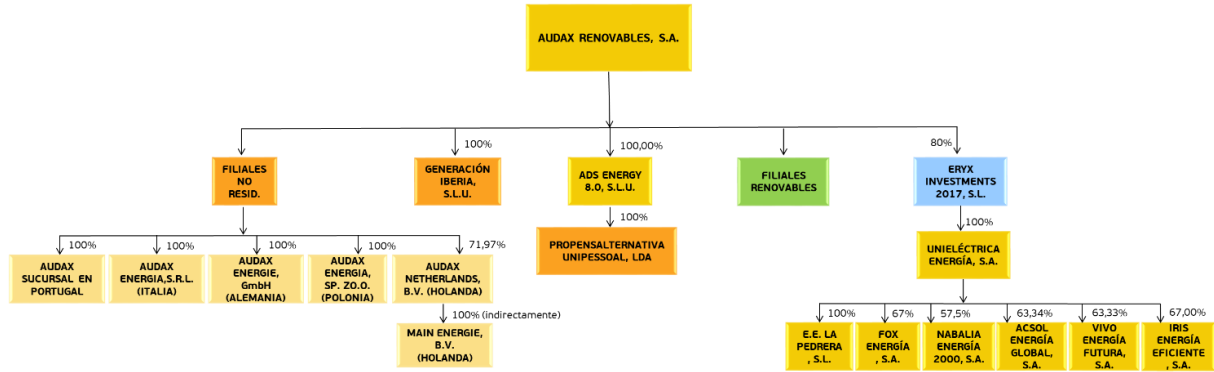 AUDAX RENOVABLES, S.A.
100%
100,00%
80%
FILIALES
NO
RESID.
GENERACIÓN
IBERIA,
S.L.U.
ADS ENERGY
8.0, S.L.U.
FILIALES
RENOVABLES
ERYX
INVESTMENTS
2017, S.L.
100%
100%
PROPENSALTERNATIVA
UNIPESSOAL, LDA
UNIELÉCTRICA
ENERGÍA, S.A.
100%
100%
100%
100%
71,97%
AUDAX
SUCURSAL EN
PORTUGAL
AUDAX
ENERGIA,S.R.L.
(ITALIA)
AUDAX
ENERGIE,
GmbH
(ALEMANIA)
AUDAX
ENERGIA,
SP. ZO.O.
(POLONIA)
AUDAX
NETHERLANDS,
B.V. (HOLANDA)
100% (indirectamente)
MAIN ENERGIE,
B.V.
(HOLANDA)
100%
67%
57,5%
63,34%
63,33%
67,00%
E.E. LA
PEDRERA
, S.L.
FOX
ENERGÍA
, S.A.
NABALIA
ENERGÍA
2000, S.A.
ACSOL
ENERGÍA
GLOBAL,
S.A.
VIVO
ENERGÍA
FUTURA,
S.A.
IRIS
ENERGÍA
EFICIENTE
, S.A.